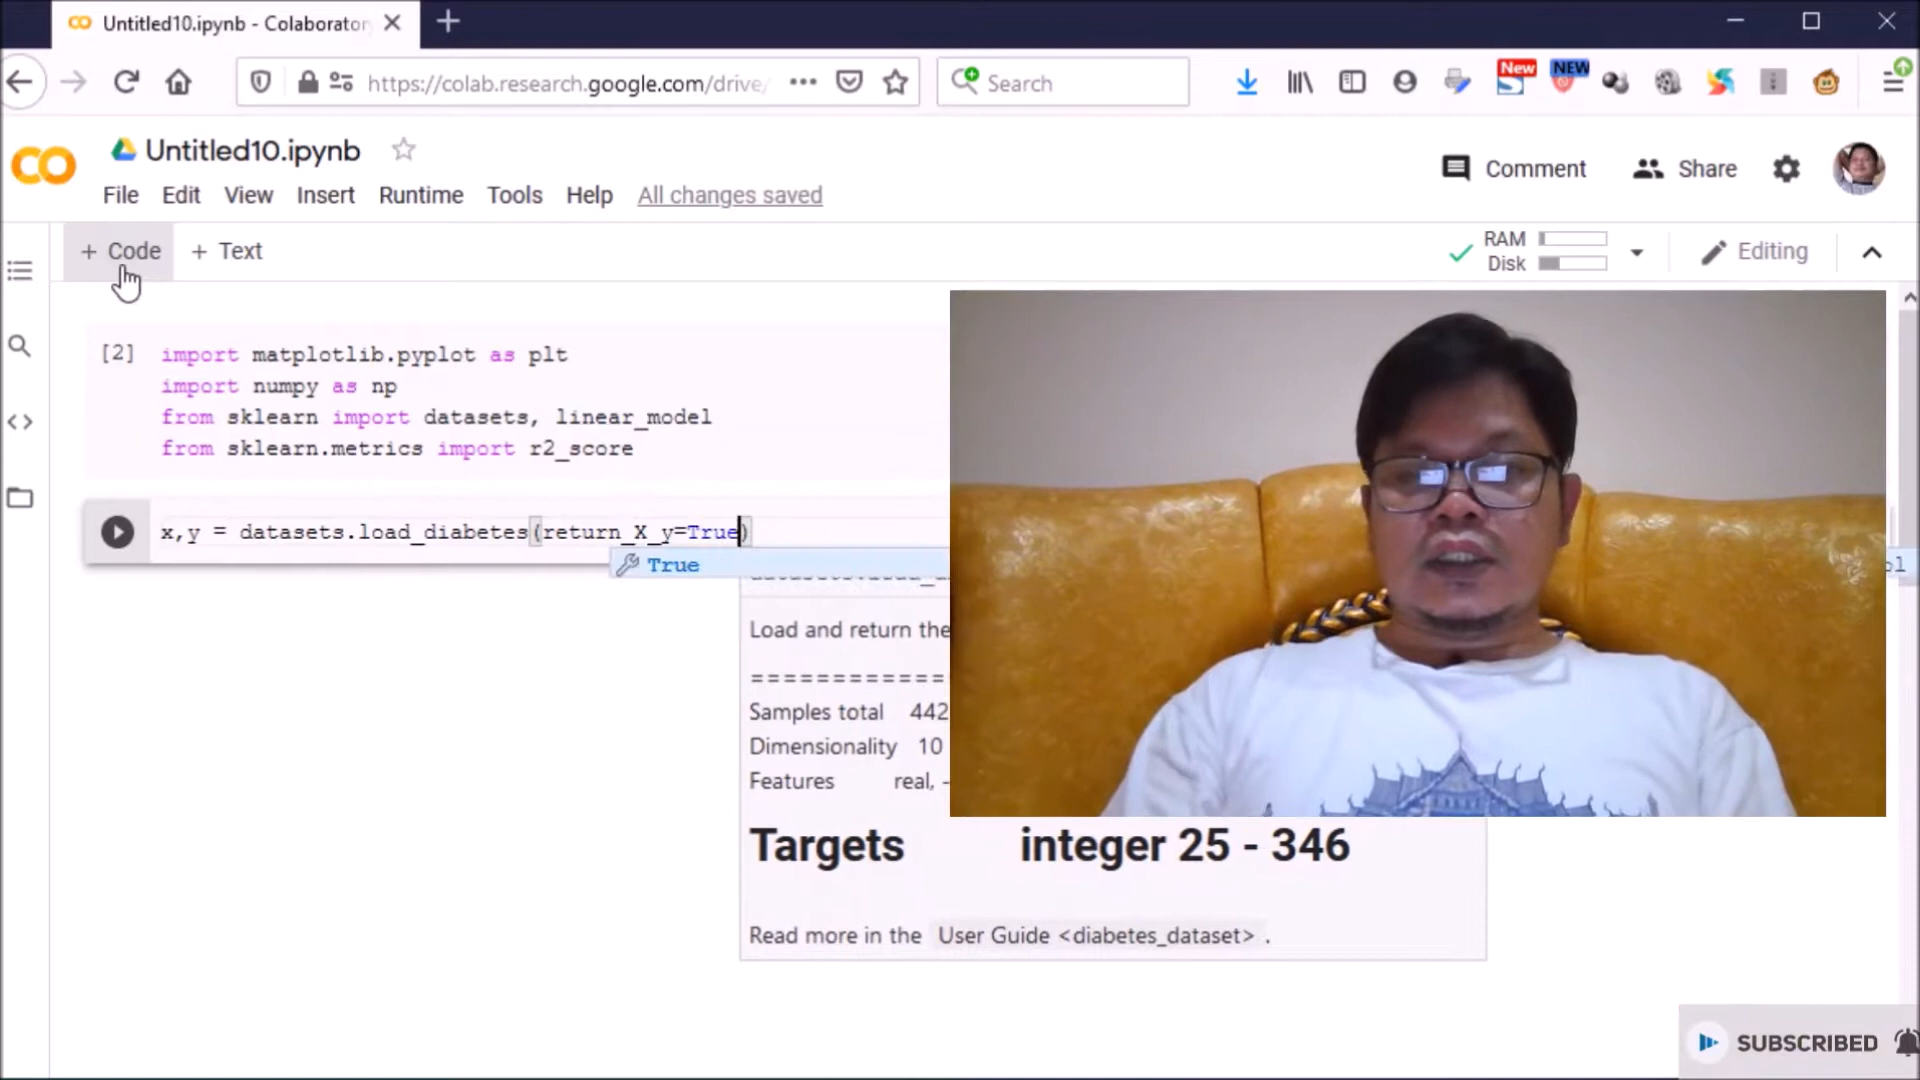 Untitled10.ipynb - Colaboratory
https://colab.research.google.com/drive/
Search
New
NEW
Untitled10.ipynb
Comment
Share
File Edit View Insert Runtime Tools Help All changes saved
+ Code + Text
RAM
Disk
Editing
[2] import matplotlib.pyplot as plt
import numpy as np
from sklearn import datasets, linear_model
from sklearn.metrics import r2_score
x,y = datasets.load_diabetes(return_X_y=True)
True
Load and return the
============
Samples total 442
Dimensionality 10
Features real, -
Targets integer 25 - 346
Read more in the User Guide <diabetes_dataset> .
SUBSCRIBED